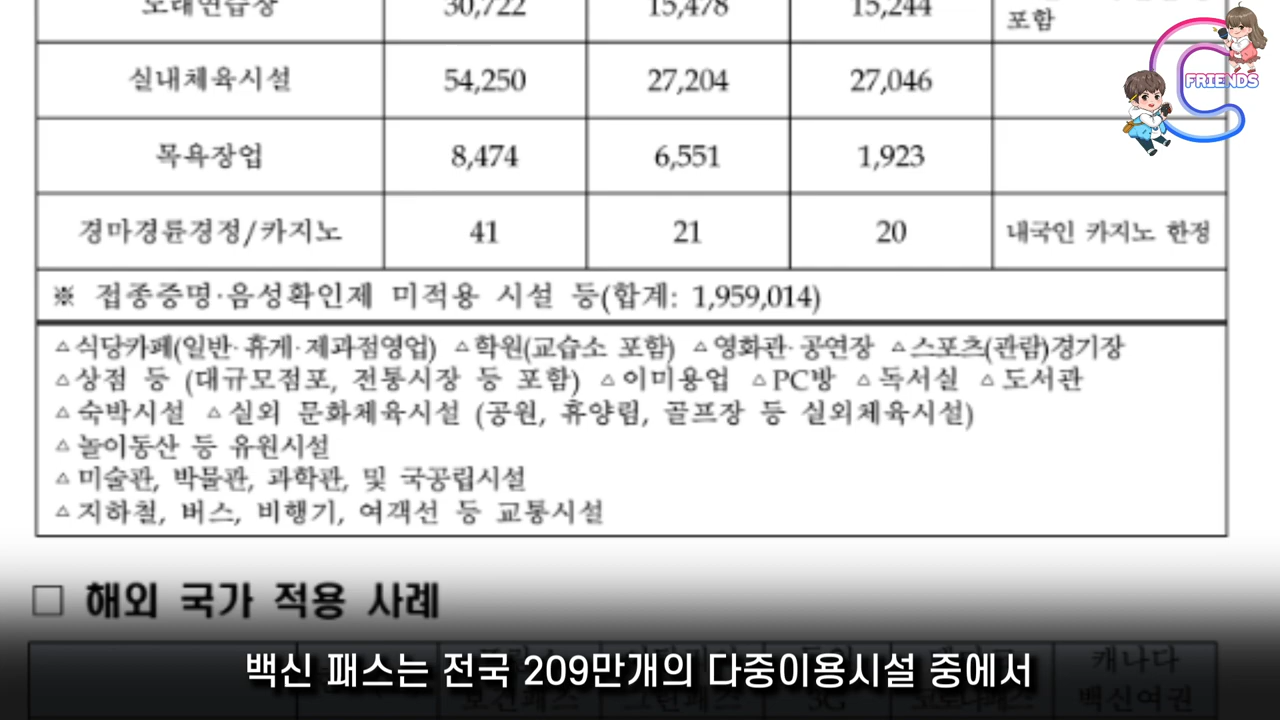 노래연습장 30,722 15,478 15,244
포함
실내체육시설 54,250 27,204 27,046
목욕장업 8,474 6,551 1,923
경마경륜경정/카지노 41 21 20 내국인 카지노 한정
※ 접종증명·음성확인제 미적용 시설 등(합계: 1,959,014)
△식당카페(일반·휴게·제과점영업) △학원(교습소 포함) △영화관·공연장 △스포츠(관람)경기장
△상점 등 (대규모점포, 전통시장 등 포함) △이미용업 △PC방 △독서실 △도서관
△숙박시설 △실외 문화체육시설 (공원, 휴양림, 골프장 등 실외체육시설)
△놀이동산 등 유원시설
△미술관, 박물관, 과학관, 및 국공립시설
△지하철, 버스, 비행기, 여객선 등 교통시설
□ 해외 국가 적용 사례
캐나다
백신여권
백신 패스는 전국 209만개의 다중이용시설 중에서
FRIENDS